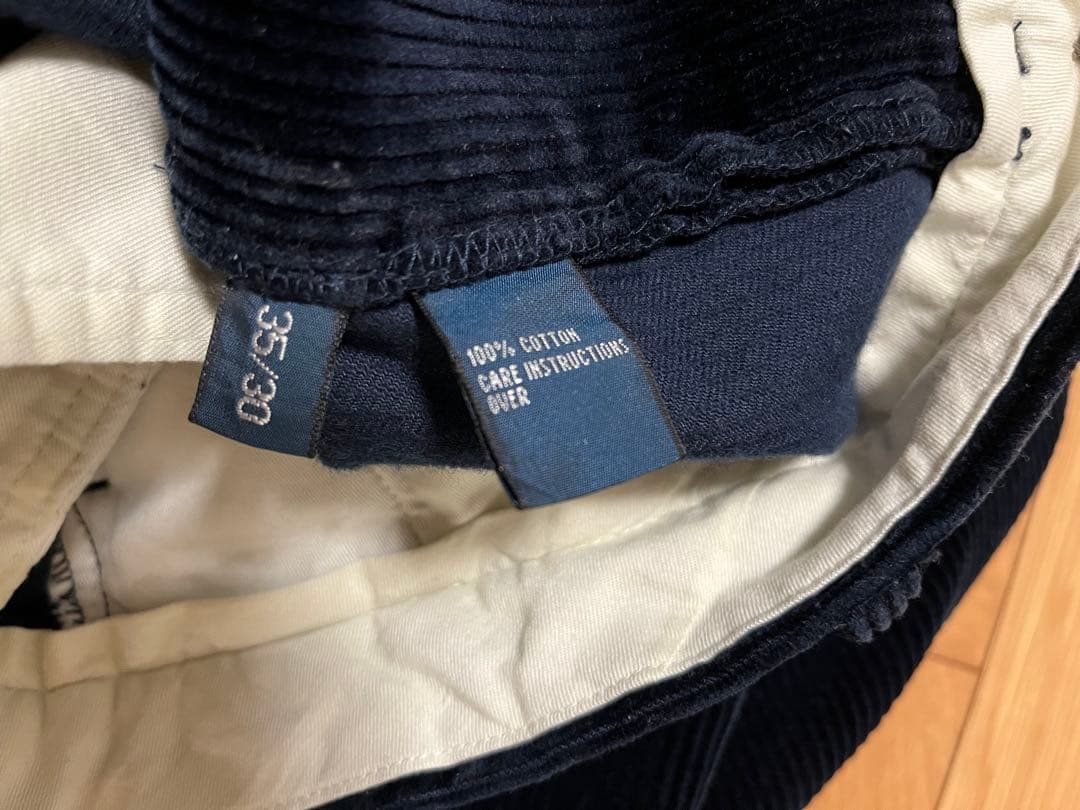 35/30
100% COTTON
CARE INSTRUCTIONS
OVER